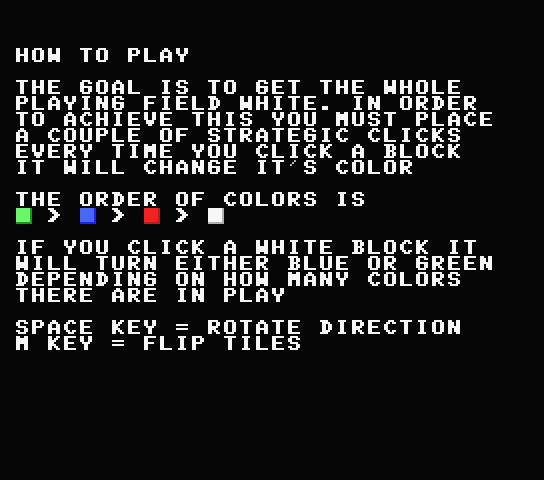 HOW TO PLAY
THE GOAL IS TO GET THE WHOLE
PLAYING FIELD WHITE. IN ORDER
TO ACHIEVE THIS YOU MUST PLACE
A COUPLE OF STRATEGIC CLICKS
EVERY TIME YOU CLICK A BLOCK
IT WILL CHANGE IT'S COLOR
THE ORDER OF COLORS IS
> > >
IF YOU CLICK A WHITE BLOCK IT
WILL TURN EITHER BLUE OR GREEN
DEPENDING ON HOW MANY COLORS
THERE ARE IN PLAY
SPACE KEY = ROTATE DIRECTION
M KEY = FLIP TILES